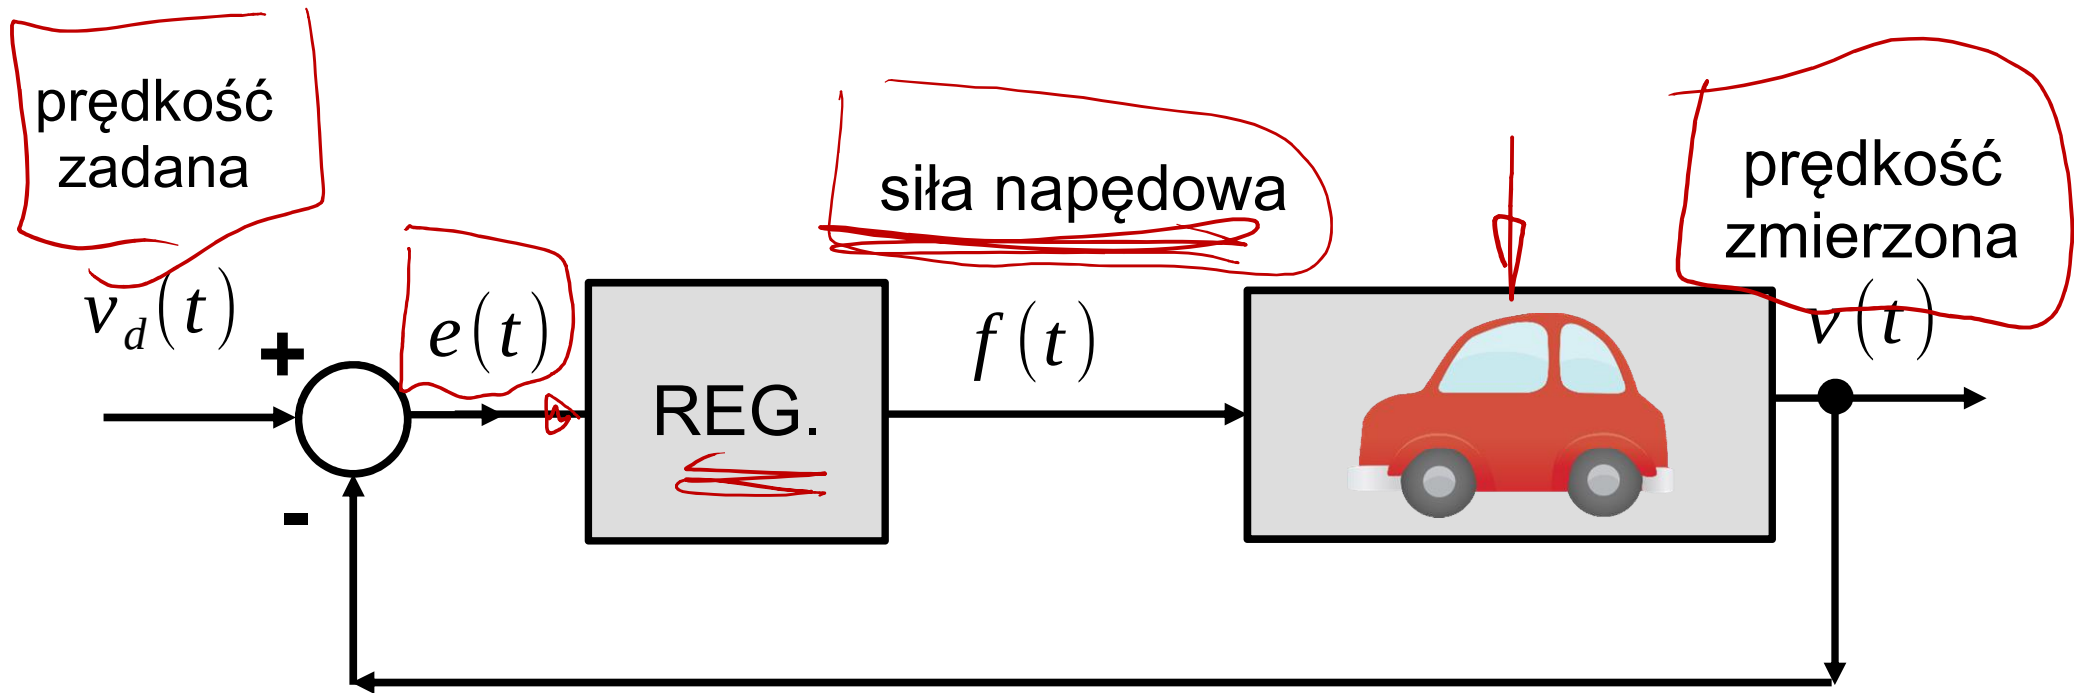 prędkość
zadana
siła napędowa
prędkość
zmierzona
v_d(t)
+
e(t)
f(t)
v(t)
REG.
-